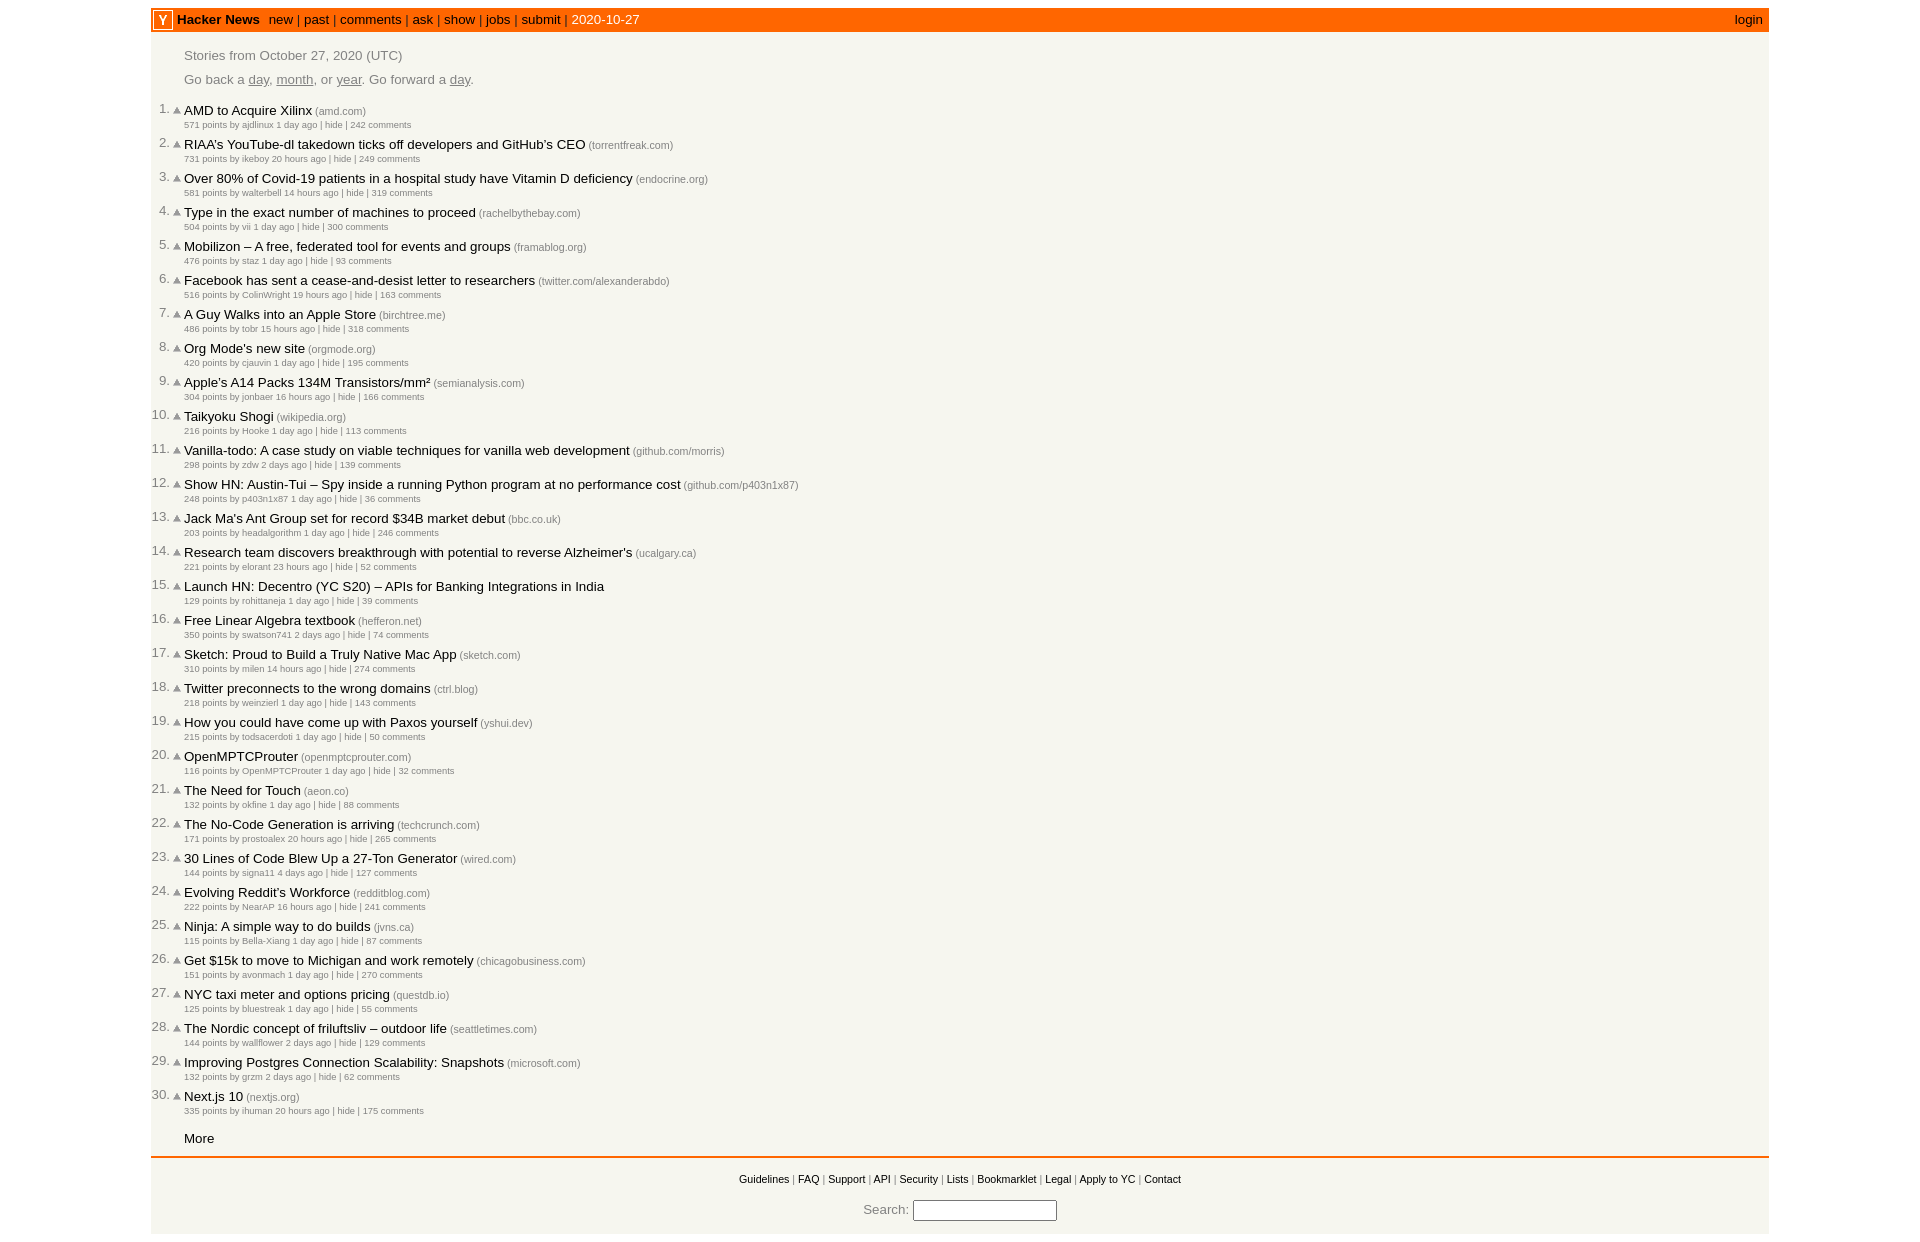 Y Hacker News new | past | comments | ask | show | jobs | submit | 2020-10-27 login
Stories from October 27, 2020 (UTC)
Go back a day, month, or year. Go forward a day.
1. AMD to Acquire Xilinx (amd.com)
571 points by ajdlinux 1 day ago | hide | 242 comments
2. RIAA’s YouTube-dl takedown ticks off developers and GitHub’s CEO (torrentfreak.com)
731 points by ikeboy 20 hours ago | hide | 249 comments
3. Over 80% of Covid-19 patients in a hospital study have Vitamin D deficiency (endocrine.org)
581 points by walterbell 14 hours ago | hide | 319 comments
4. Type in the exact number of machines to proceed (rachelbythebay.com)
504 points by vii 1 day ago | hide | 300 comments
5. Mobilizon – A free, federated tool for events and groups (framablog.org)
476 points by staz 1 day ago | hide | 93 comments
6. Facebook has sent a cease-and-desist letter to researchers (twitter.com/alexanderabdo)
516 points by ColinWright 19 hours ago | hide | 163 comments
7. A Guy Walks into an Apple Store (birchtree.me)
486 points by tobr 15 hours ago | hide | 318 comments
8. Org Mode's new site (orgmode.org)
420 points by cjauvin 1 day ago | hide | 195 comments
9. Apple’s A14 Packs 134M Transistors/mm² (semianalysis.com)
304 points by jonbaer 16 hours ago | hide | 166 comments
10. Taikyoku Shogi (wikipedia.org)
216 points by Hooke 1 day ago | hide | 113 comments
11. Vanilla-todo: A case study on viable techniques for vanilla web development (github.com/morris)
298 points by zdw 2 days ago | hide | 139 comments
12. Show HN: Austin-Tui – Spy inside a running Python program at no performance cost (github.com/p403n1x87)
248 points by p403n1x87 1 day ago | hide | 36 comments
13. Jack Ma's Ant Group set for record $34B market debut (bbc.co.uk)
203 points by headalgorithm 1 day ago | hide | 246 comments
14. Research team discovers breakthrough with potential to reverse Alzheimer's (ucalgary.ca)
221 points by elorant 23 hours ago | hide | 52 comments
15. Launch HN: Decentro (YC S20) – APIs for Banking Integrations in India
129 points by rohittaneja 1 day ago | hide | 39 comments
16. Free Linear Algebra textbook (hefferon.net)
350 points by swatson741 2 days ago | hide | 74 comments
17. Sketch: Proud to Build a Truly Native Mac App (sketch.com)
310 points by milen 14 hours ago | hide | 274 comments
18. Twitter preconnects to the wrong domains (ctrl.blog)
218 points by weinzierl 1 day ago | hide | 143 comments
19. How you could have come up with Paxos yourself (yshui.dev)
215 points by todsacerdoti 1 day ago | hide | 50 comments
20. OpenMPTCProuter (openmptcprouter.com)
116 points by OpenMPTCProuter 1 day ago | hide | 32 comments
21. The Need for Touch (aeon.co)
132 points by okfine 1 day ago | hide | 88 comments
22. The No-Code Generation is arriving (techcrunch.com)
171 points by prostoalex 20 hours ago | hide | 265 comments
23. 30 Lines of Code Blew Up a 27-Ton Generator (wired.com)
144 points by signa11 4 days ago | hide | 127 comments
24. Evolving Reddit’s Workforce (redditblog.com)
222 points by NearAP 16 hours ago | hide | 241 comments
25. Ninja: A simple way to do builds (jvns.ca)
115 points by Bella-Xiang 1 day ago | hide | 87 comments
26. Get $15k to move to Michigan and work remotely (chicagobusiness.com)
151 points by avonmach 1 day ago | hide | 270 comments
27. NYC taxi meter and options pricing (questdb.io)
125 points by bluestreak 1 day ago | hide | 55 comments
28. The Nordic concept of friluftsliv – outdoor life (seattletimes.com)
144 points by wallflower 2 days ago | hide | 129 comments
29. Improving Postgres Connection Scalability: Snapshots (microsoft.com)
132 points by grzm 2 days ago | hide | 62 comments
30. Next.js 10 (nextjs.org)
335 points by ihuman 20 hours ago | hide | 175 comments
More
Guidelines | FAQ | Support | API | Security | Lists | Bookmarklet | Legal | Apply to YC | Contact
Search: